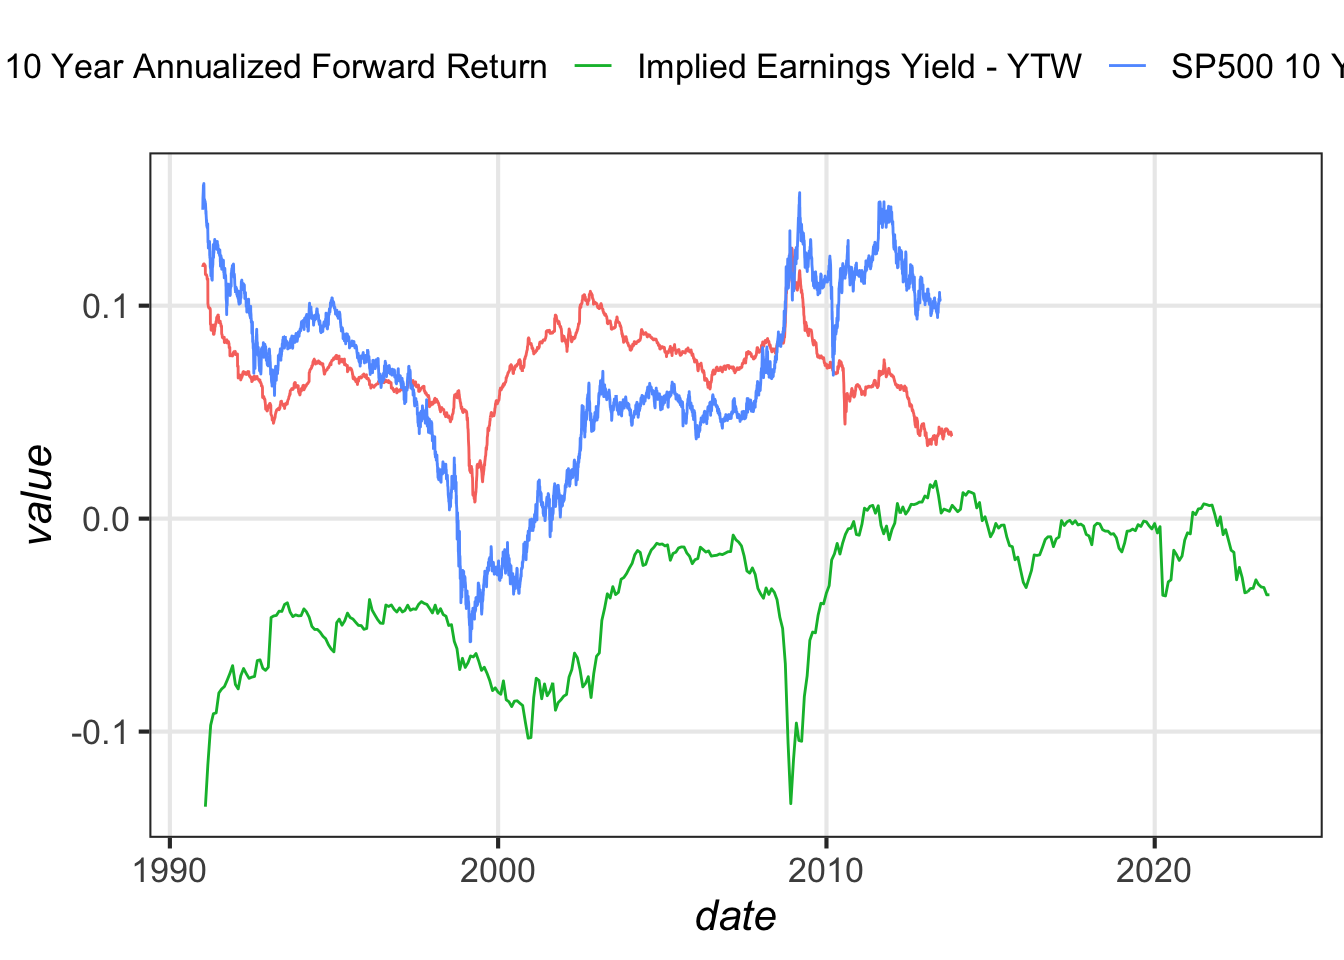 10 Year Annualized Forward Return Implied Earnings Yield - YTW SP500 10 Y
value
0.1
0.0
-0.1
1990 2000 2010 2020
date